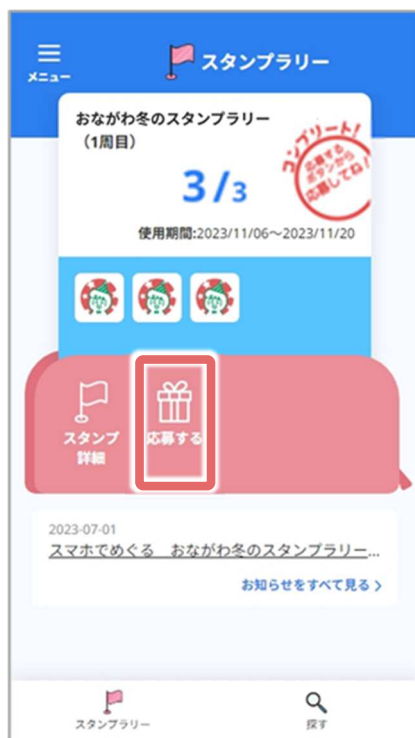 メニュー
スタンプラリー
おながわ冬のスタンプラリー
（1周目）
コンプリート!
応募する
ボタンから
応募してね!
3/3
使用期間:2023/11/06～2023/11/20
スタンプ
詳細
応募する
2023-07-01
スマホでめぐる　おながわ冬のスタンプラリー...
お知らせをすべて見る >
スタンプラリー
探す